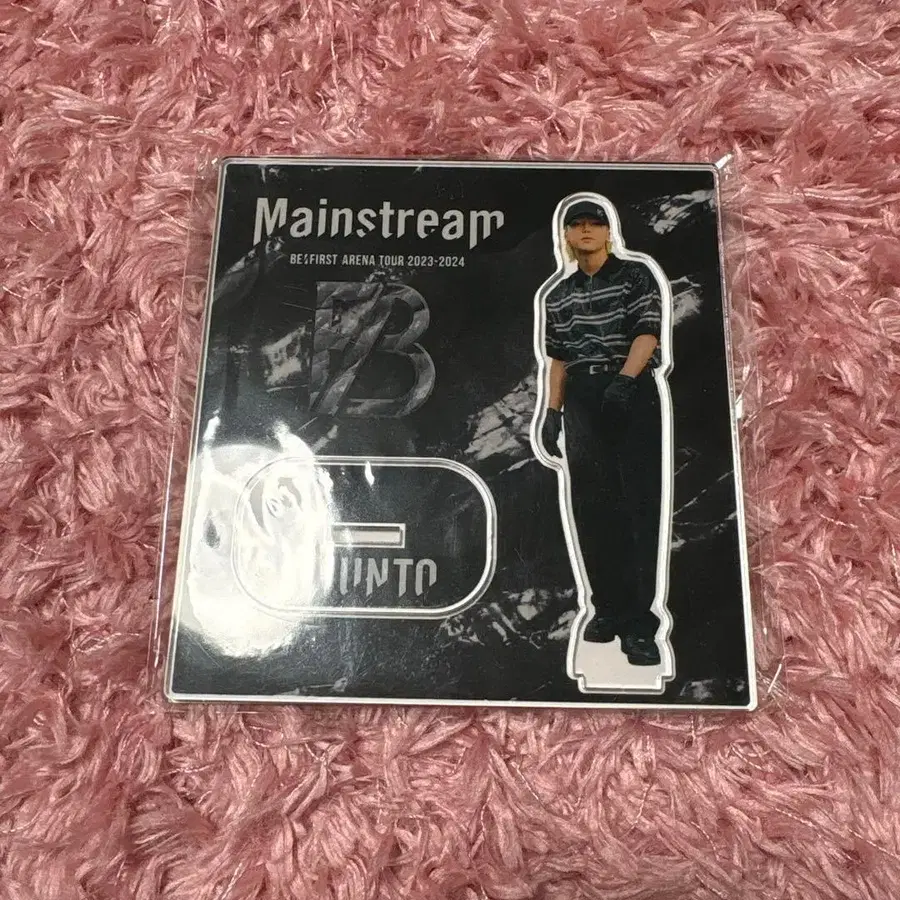 Mainstream
BE:FIRST ARENA TOUR 2023-2024
B